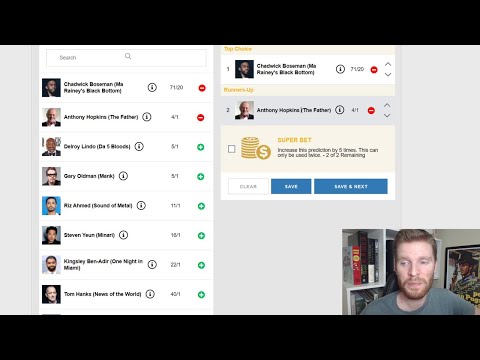 Search
Chadwick Boseman (Ma
Rainey's Black Bottom)
71/20
Anthony Hopkins (The Father)
4/1
Delroy Lindo (Da 5 Bloods)
5/1
Gary Oldman (Mank)
5/1
Riz Ahmed (Sound of Metal)
11/1
Steven Yeun (Minari)
16/1
Kingsley Ben-Adir (One Night in
Miami)
22/1
Tom Hanks (News of the World)
40/1
Top Choice
1
Chadwick Boseman (Ma
Rainey's Black Bottom)
71/20
Runners-Up
2
Anthony Hopkins (The Father)
4/1
SUPER BET
Increase this prediction by 5 times. This can
only be used twice. - 2 of 2 Remaining
CLEAR
SAVE
SAVE & NEXT